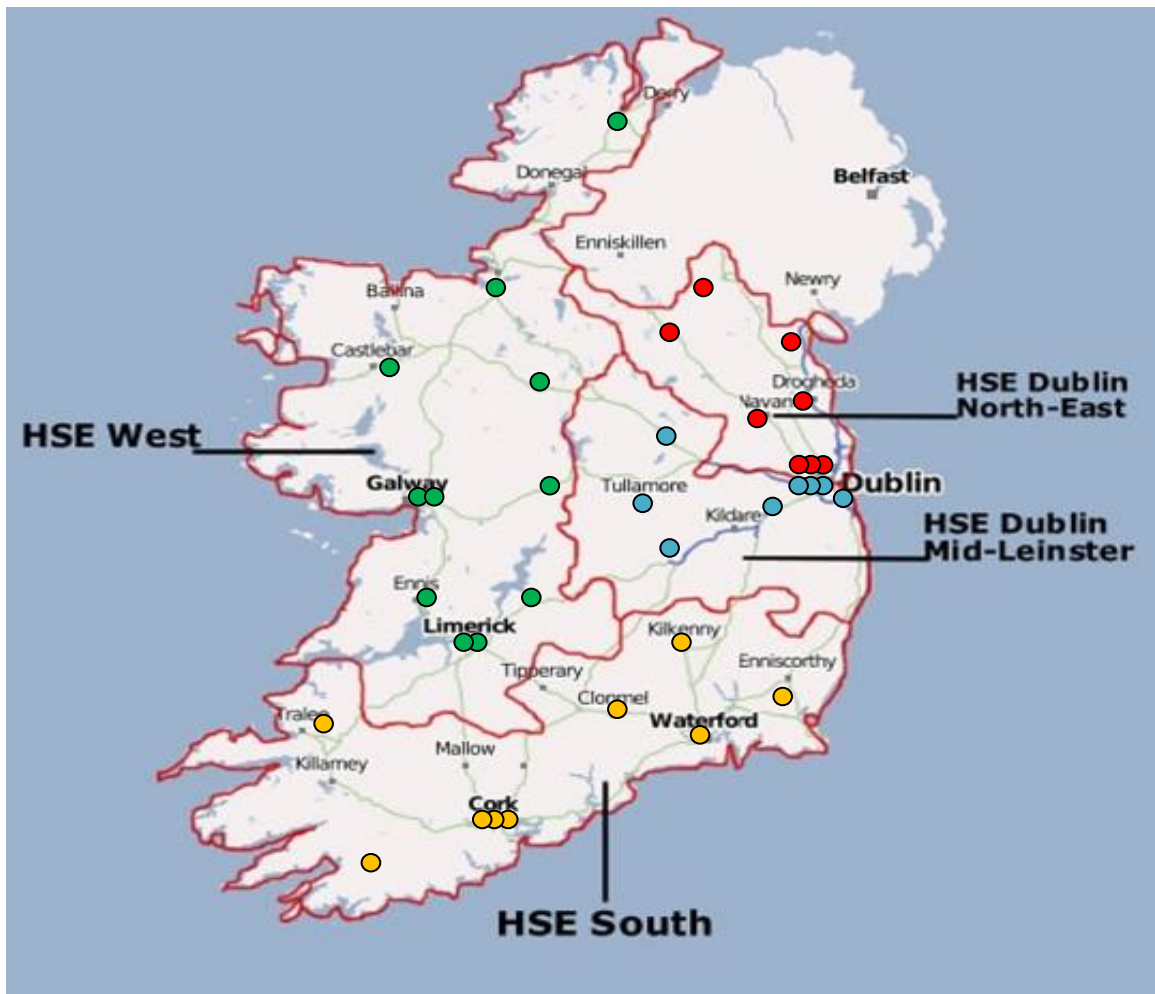 Derry
Donegal
Belfast
Enniskillen
Newry
Ballina
Castlebar
Drogheda
Navan
HSE Dublin
North-East
HSE West
Galway
Tullamore
Dublin
Kildare
HSE Dublin
Mid-Leinster
Ennis
Limerick
Kilkenny
Tipperary
Enniscorthy
Clonmel
Tralee
Waterford
Mallow
Killarney
Cork
HSE South